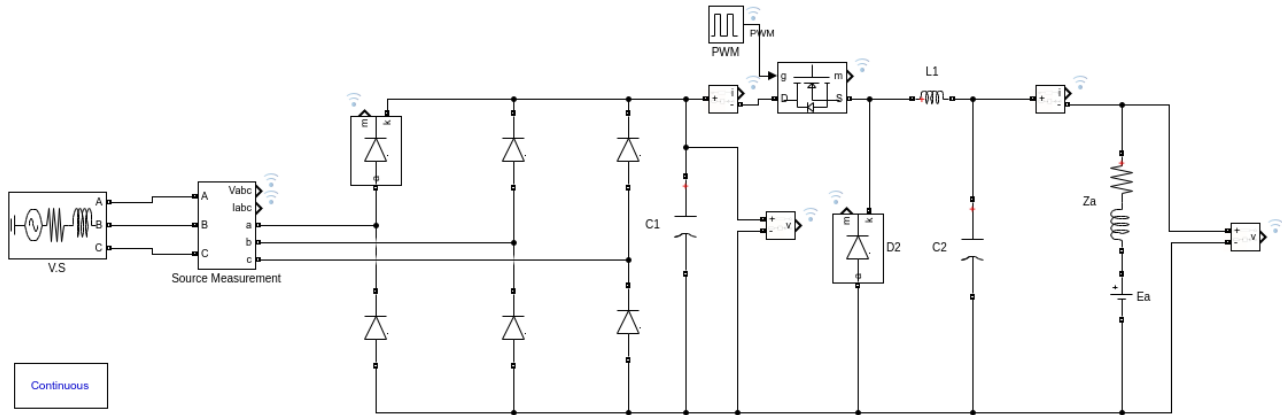 PWM
PWM
g
m
D
S
i
+
-
L1
i
+
-
m
k
a
A
B
C
V.S
Vabc
Iabc
A
B
C
a
b
c
Source Measurement
C1
+
-
v
m
k
a
D2
C2
Za
+
Ea
+
-
v
Continuous